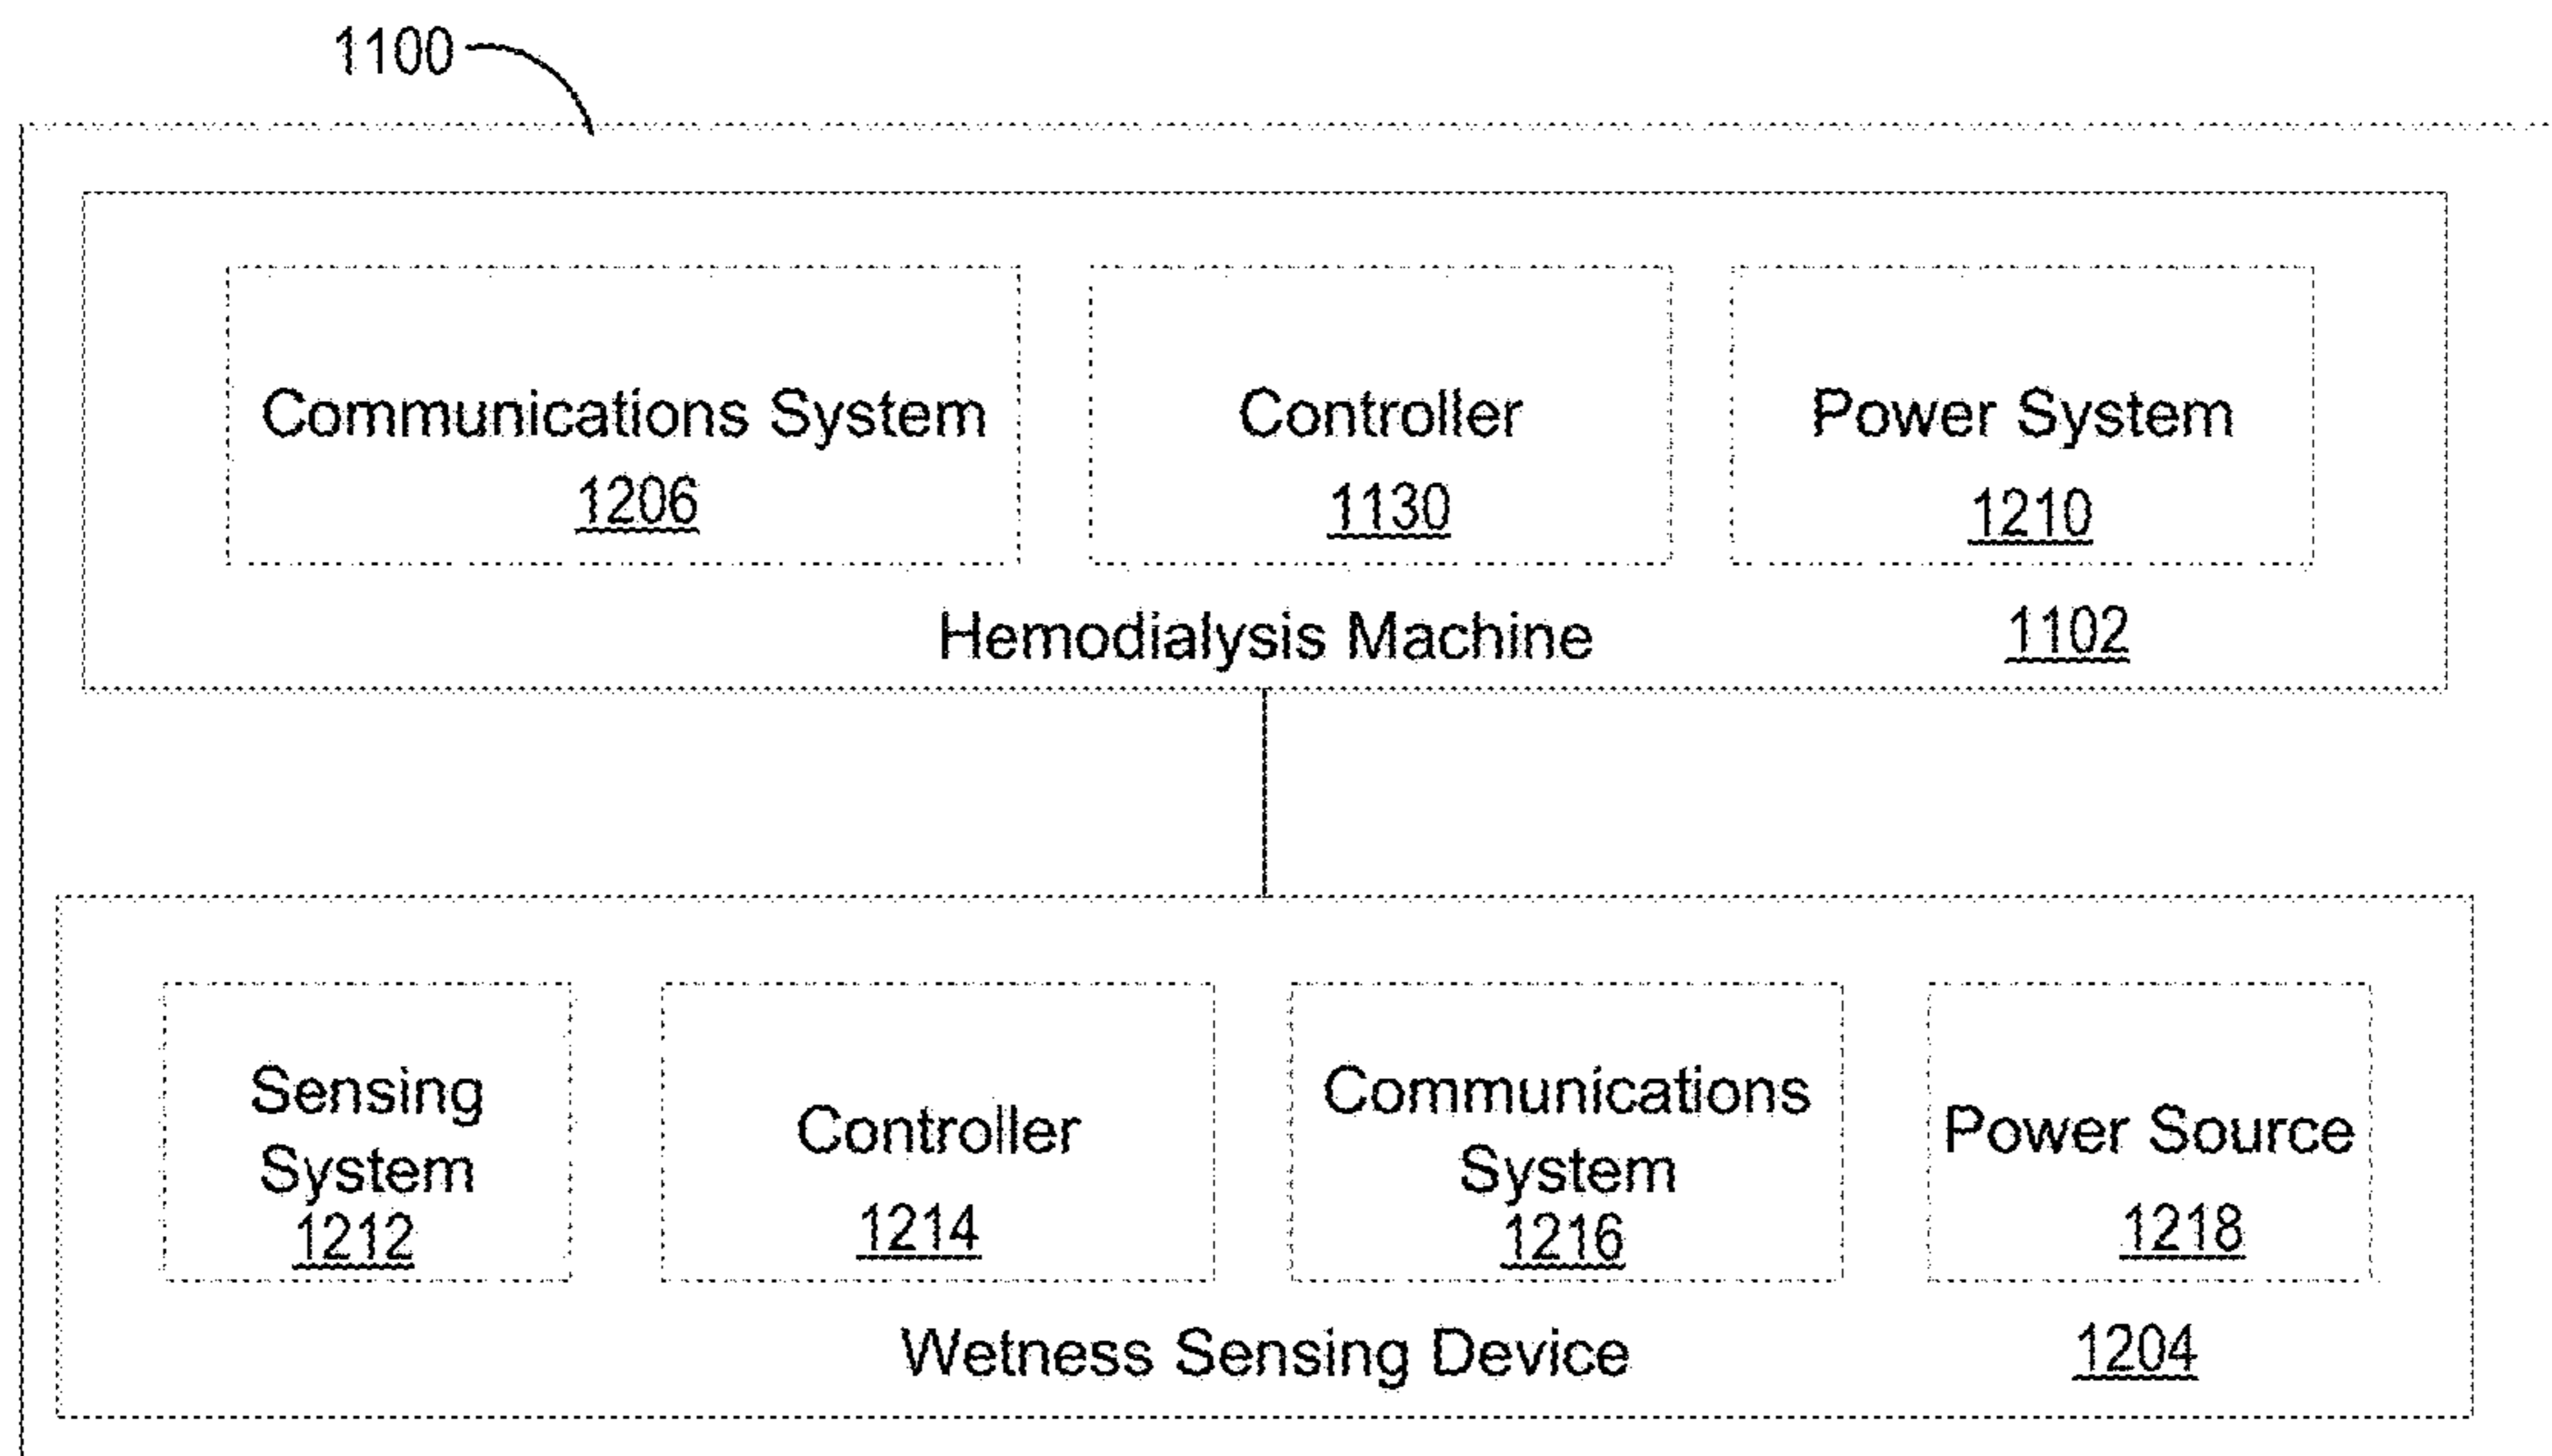 1100
Communications System
1206
Controller
1130
Power System
1210
Hemodialysis Machine
1102
Sensing
System
1212
Controller
1214
Communications
System
1216
Power Source
1218
Wetness Sensing Device
1204